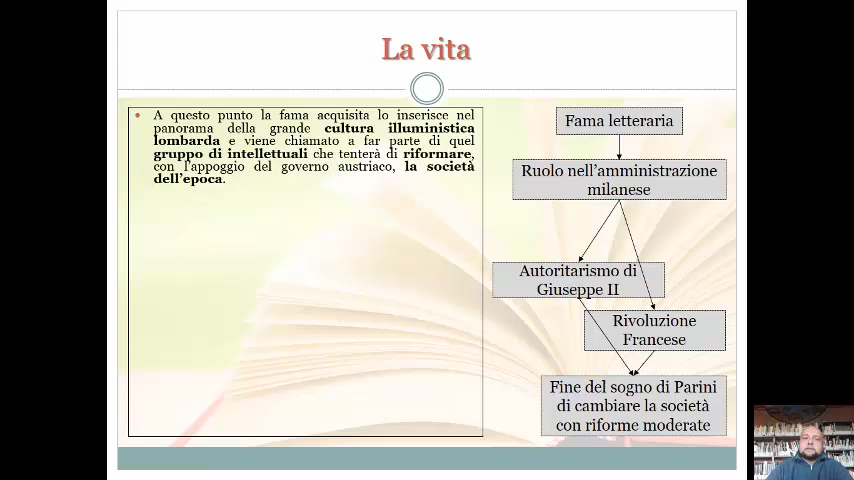 La vita
A questo punto la fama acquisita lo inserisce nel
panorama della grande cultura illuministica
lombarda e viene chiamato a far parte di quel
gruppo di intellettuali che tenterà di riformare,
con l'appoggio del governo austriaco, la società
dell'epoca.
Fama letteraria
Ruolo nell'amministrazione
milanese
Autoritarismo di
Giuseppe II
Rivoluzione
Francese
Fine del sogno di Parini
di cambiare la società
con riforme moderate